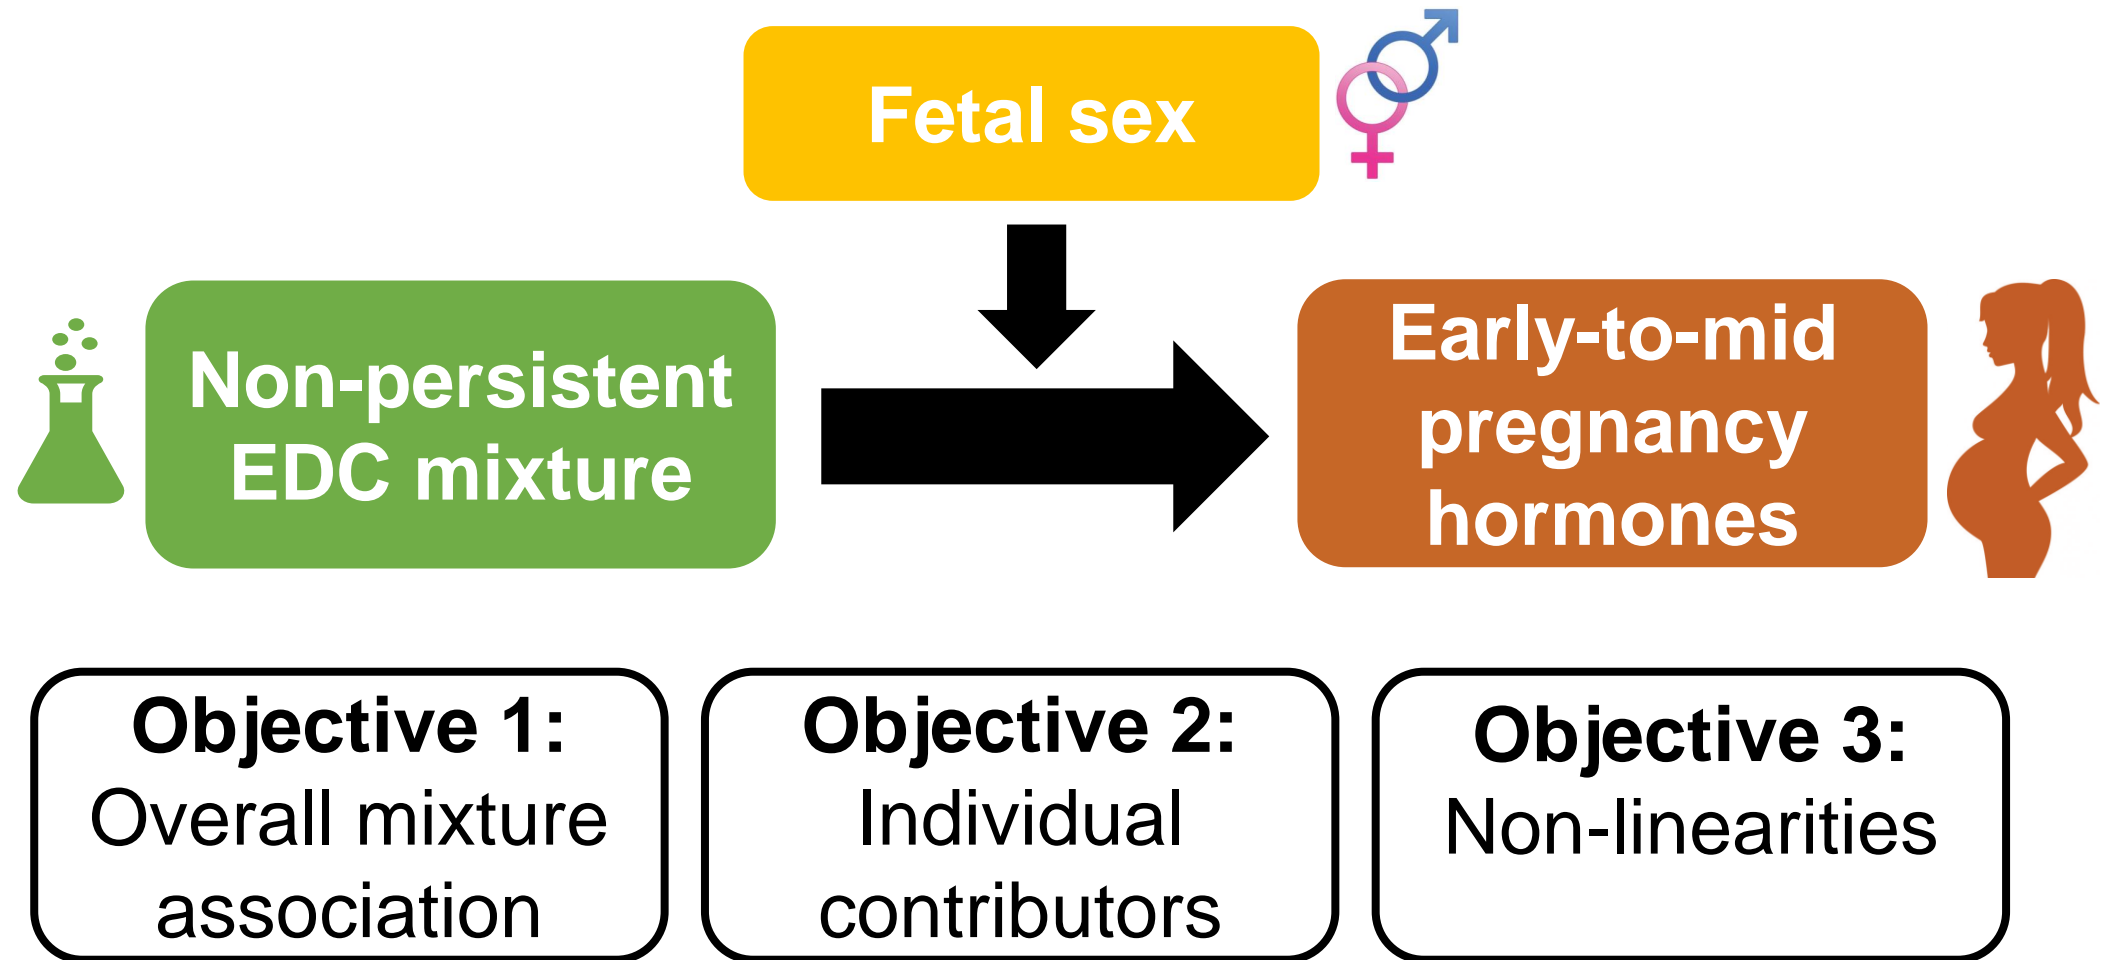 Fetal sex
Non-persistent
EDC mixture
Early-to-mid
pregnancy
hormones
Objective 1:
Overall mixture
association
Objective 2:
Individual
contributors
Objective 3:
Non-linearities